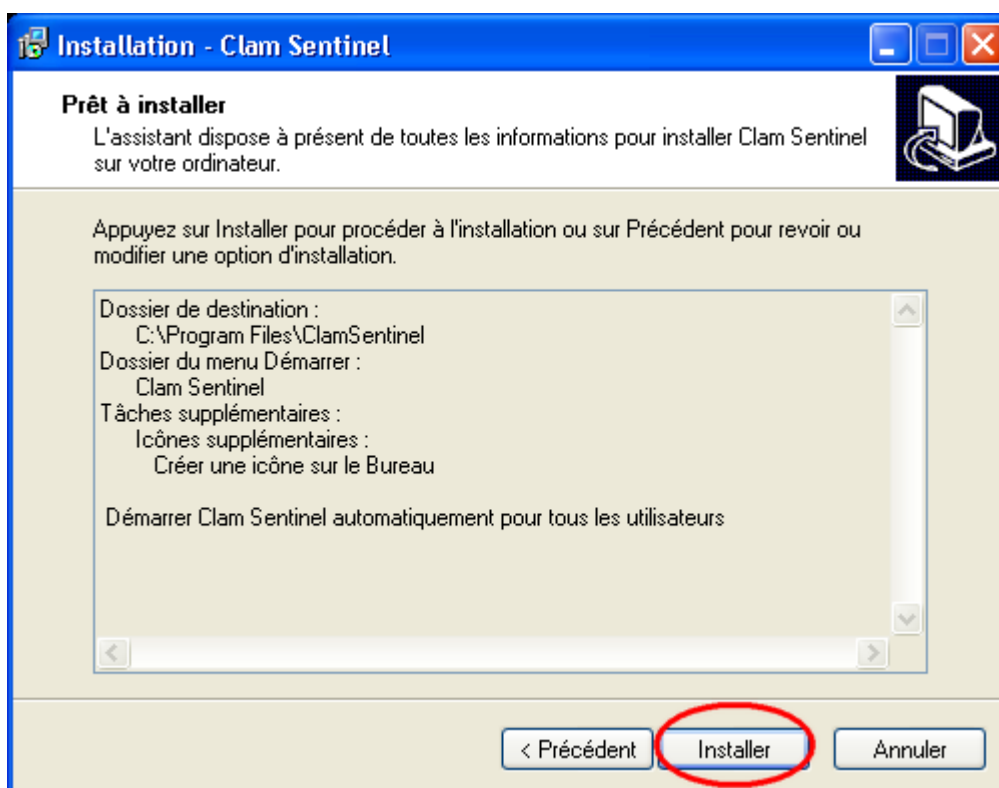 Installation - Clam Sentinel
Prêt à installer
L'assistant dispose à présent de toutes les informations pour installer Clam Sentinel
sur votre ordinateur.
Appuyez sur Installer pour procéder à l'installation ou sur Précédent pour revoir ou
modifier une option d'installation.
Dossier de destination :
C:\Program Files\ClamSentinel
Dossier du menu Démarrer :
Clam Sentinel
Tâches supplémentaires :
Icônes supplémentaires :
Créer une icône sur le Bureau
Démarrer Clam Sentinel automatiquement pour tous les utilisateurs
< Précédent Installer Annuler